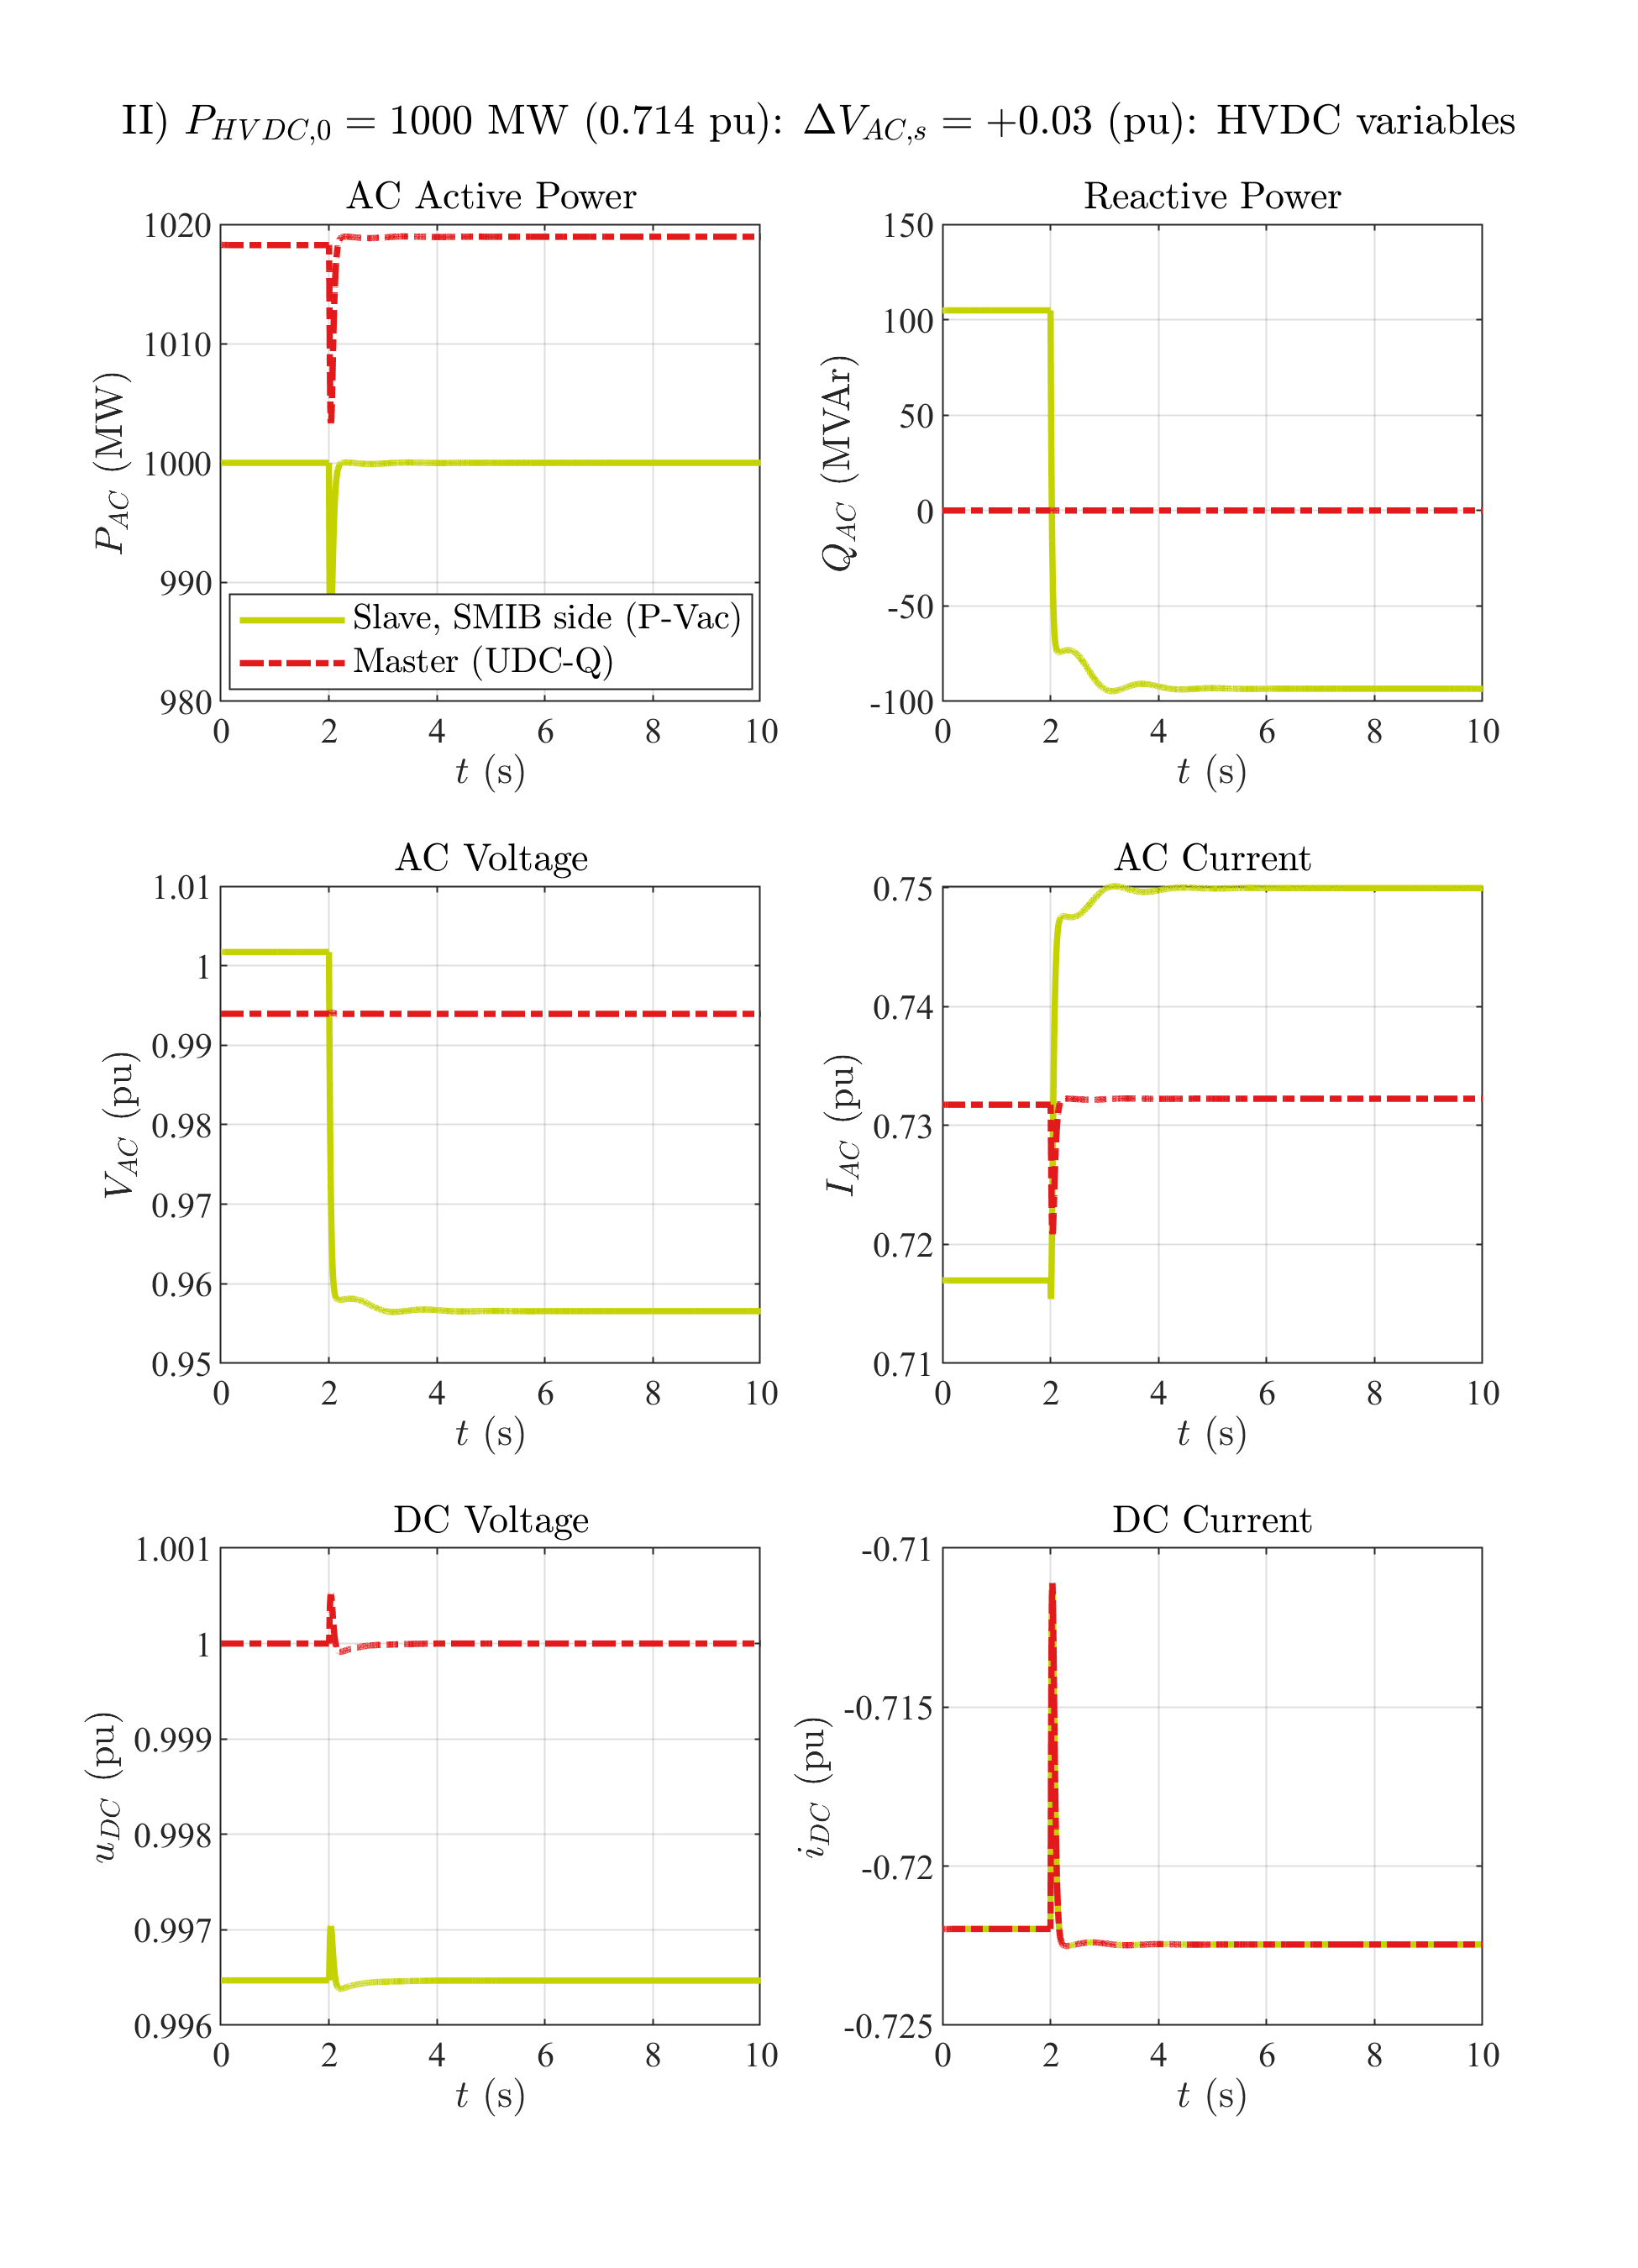 II) P_{HVDC,0} = 1000 MW (0.714 pu): ΔV_{AC,s} = +0.03 (pu): HVDC variables
AC Active Power
1020
1010
1000
990
980
P_{AC} (MW)
Slave, SMIB side (P-Vac)
Master (UDC-Q)
0 2 4 6 8 10
t (s)
Reactive Power
150
100
50
0
-50
-100
Q_{AC} (MVAr)
0 2 4 6 8 10
t (s)
AC Voltage
1.01
1
0.99
0.98
0.97
0.96
0.95
V_{AC} (pu)
0 2 4 6 8 10
t (s)
AC Current
0.75
0.74
0.73
0.72
0.71
I_{AC} (pu)
0 2 4 6 8 10
t (s)
DC Voltage
1.001
1
0.999
0.998
0.997
0.996
u_{DC} (pu)
0 2 4 6 8 10
t (s)
DC Current
-0.71
-0.715
-0.72
-0.725
i_{DC} (pu)
0 2 4 6 8 10
t (s)